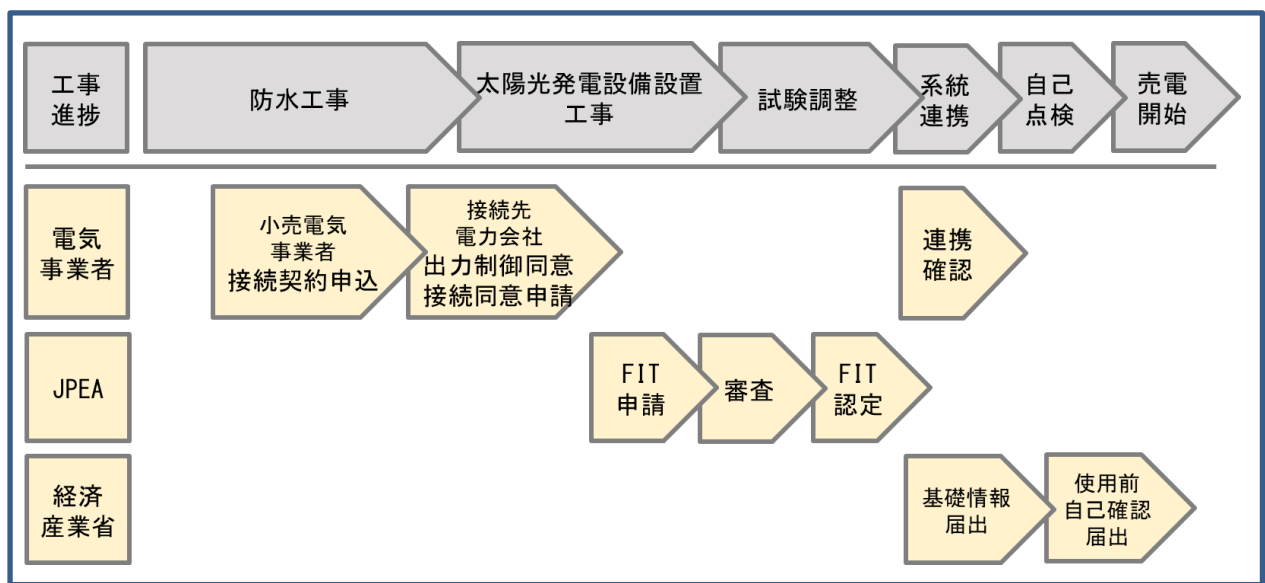 工事
進捗
防水工事
太陽光発電設備設置
工事
試験調整
系統
連携
自己
点検
売電
開始
電気
事業者
小売電気
事業者
接続契約申込
接続先
電力会社
出力制御同意
接続同意申請
連携
確認
JPEA
FIT
申請
審査
FIT
認定
経済
産業省
基礎情報
届出
使用前
自己確認
届出